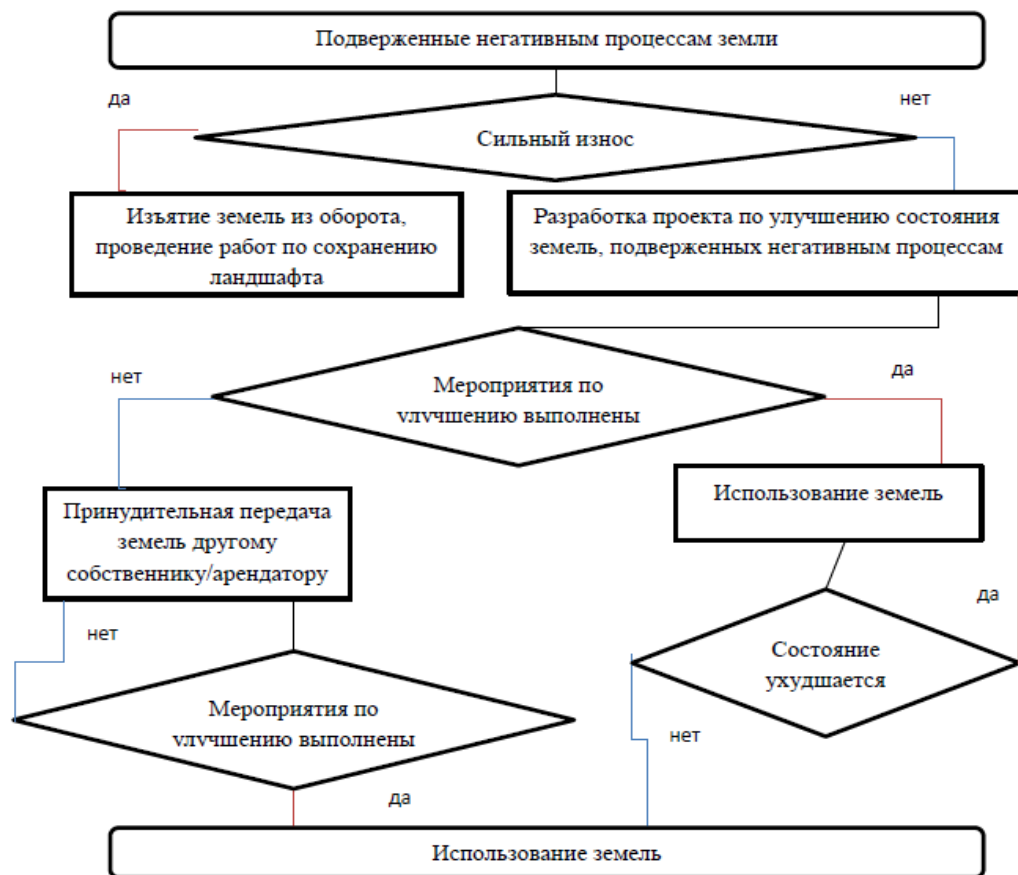 Подверженные негативным процессам земли
да
нет
Сильный износ
Изъятие земель из оборота,
проведение работ по сохранению
ландшафта
Разработка проекта по улучшению состояния
земель, подверженных негативным процессам
нет
да
Мероприятия по
улучшению выполнены
Использование земель
Принудительная передача
земель другому
собственнику/арендатору
да
нет
Состояние
ухудшается
Мероприятия по
улучшению выполнены
нет
да
Использование земель